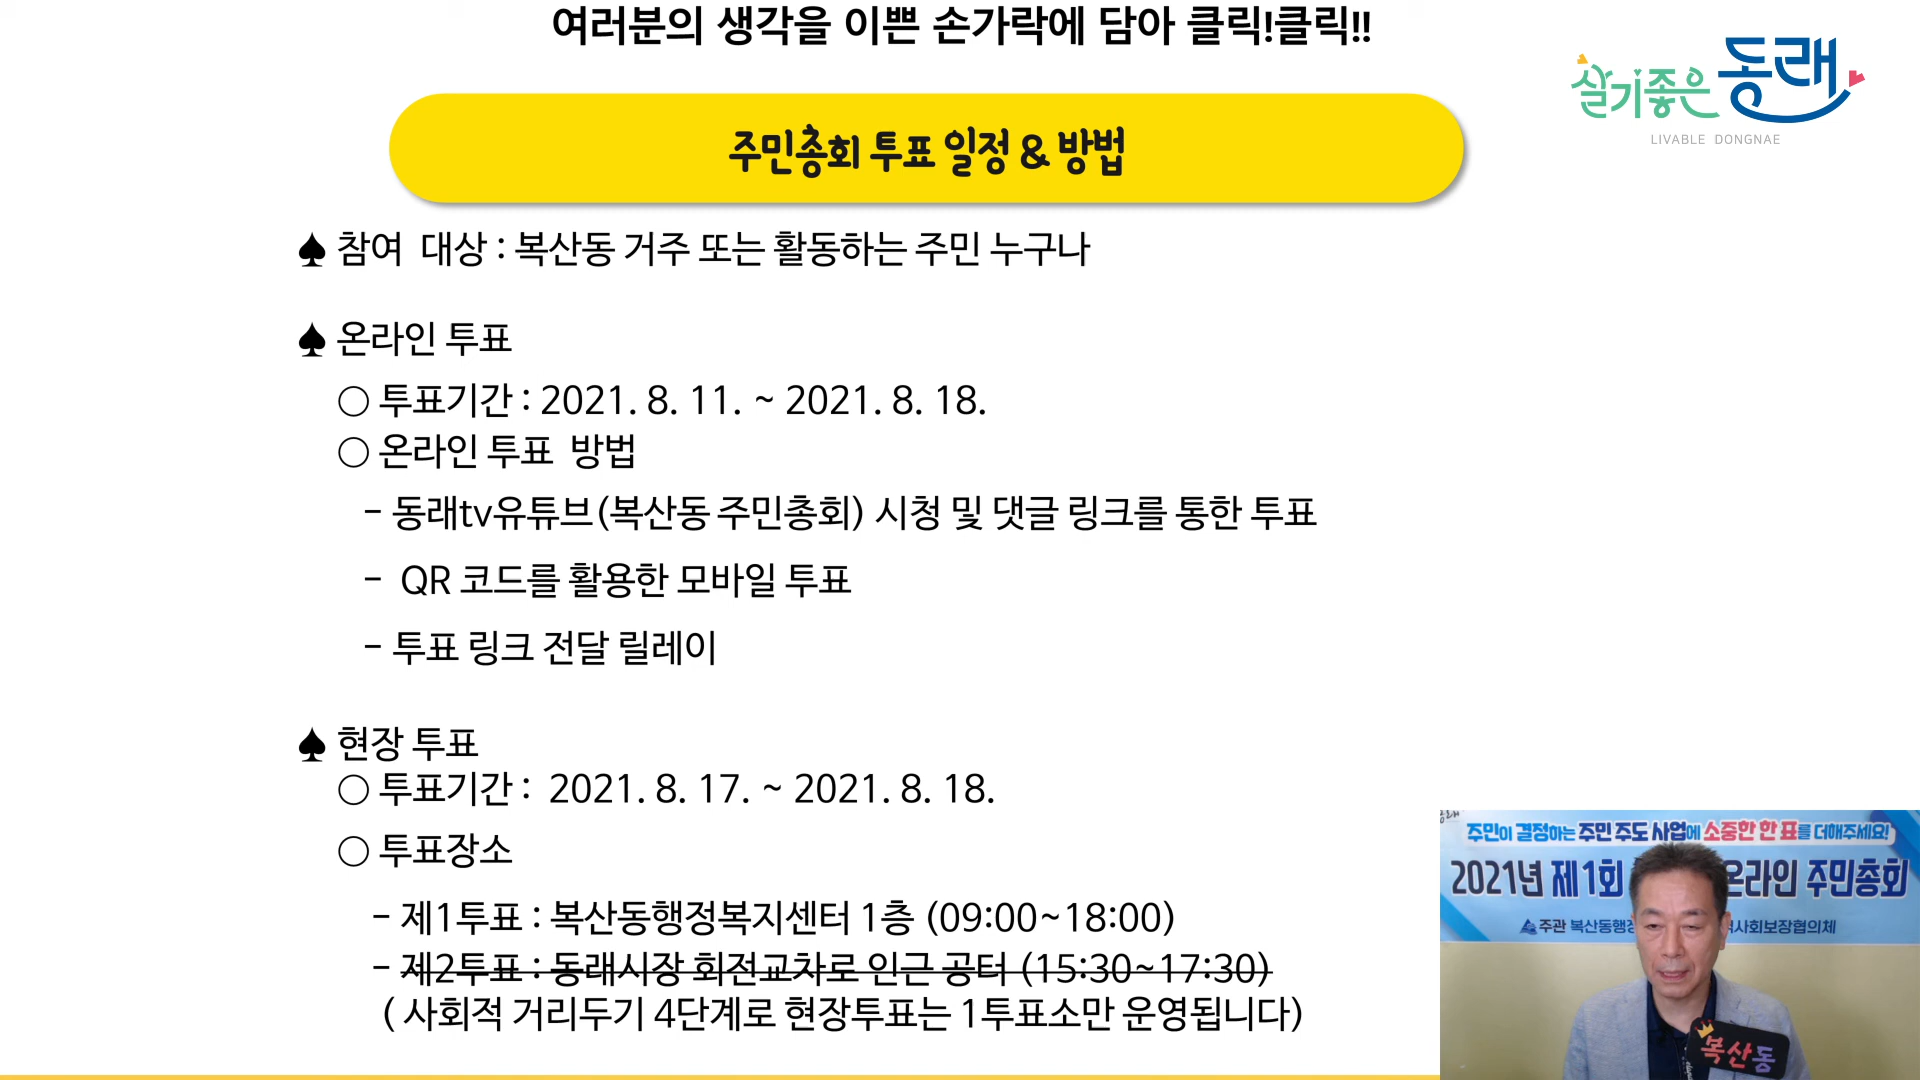 여러분의 생각을 이쁜 손가락에 담아 클릭!클릭!!
살기좋은 동래
LIVABLE DONGNAE
주민총회 투표 일정 & 방법
♠ 참여 대상 : 복산동 거주 또는 활동하는 주민 누구나
♠ 온라인 투표
○ 투표기간 : 2021. 8. 11. ~ 2021. 8. 18.
○ 온라인 투표 방법
- 동래tv유튜브(복산동 주민총회) 시청 및 댓글 링크를 통한 투표
- QR 코드를 활용한 모바일 투표
- 투표 링크 전달 릴레이
♠ 현장 투표
○ 투표기간 : 2021. 8. 17. ~ 2021. 8. 18.
○ 투표장소
- 제1투표 : 복산동행정복지센터 1층 (09:00~18:00)
- 제2투표 : 동래시장 회전교차로 인근 공터 (15:30~17:30)
( 사회적 거리두기 4단계로 현장투표는 1투표소만 운영됩니다)
동래
주민이 결정하는 주민 주도 사업에 소중한 한 표를 더해주세요!
2021년 제1회 온라인 주민총회
주관 복산동행정 사회보장협의체
복산동